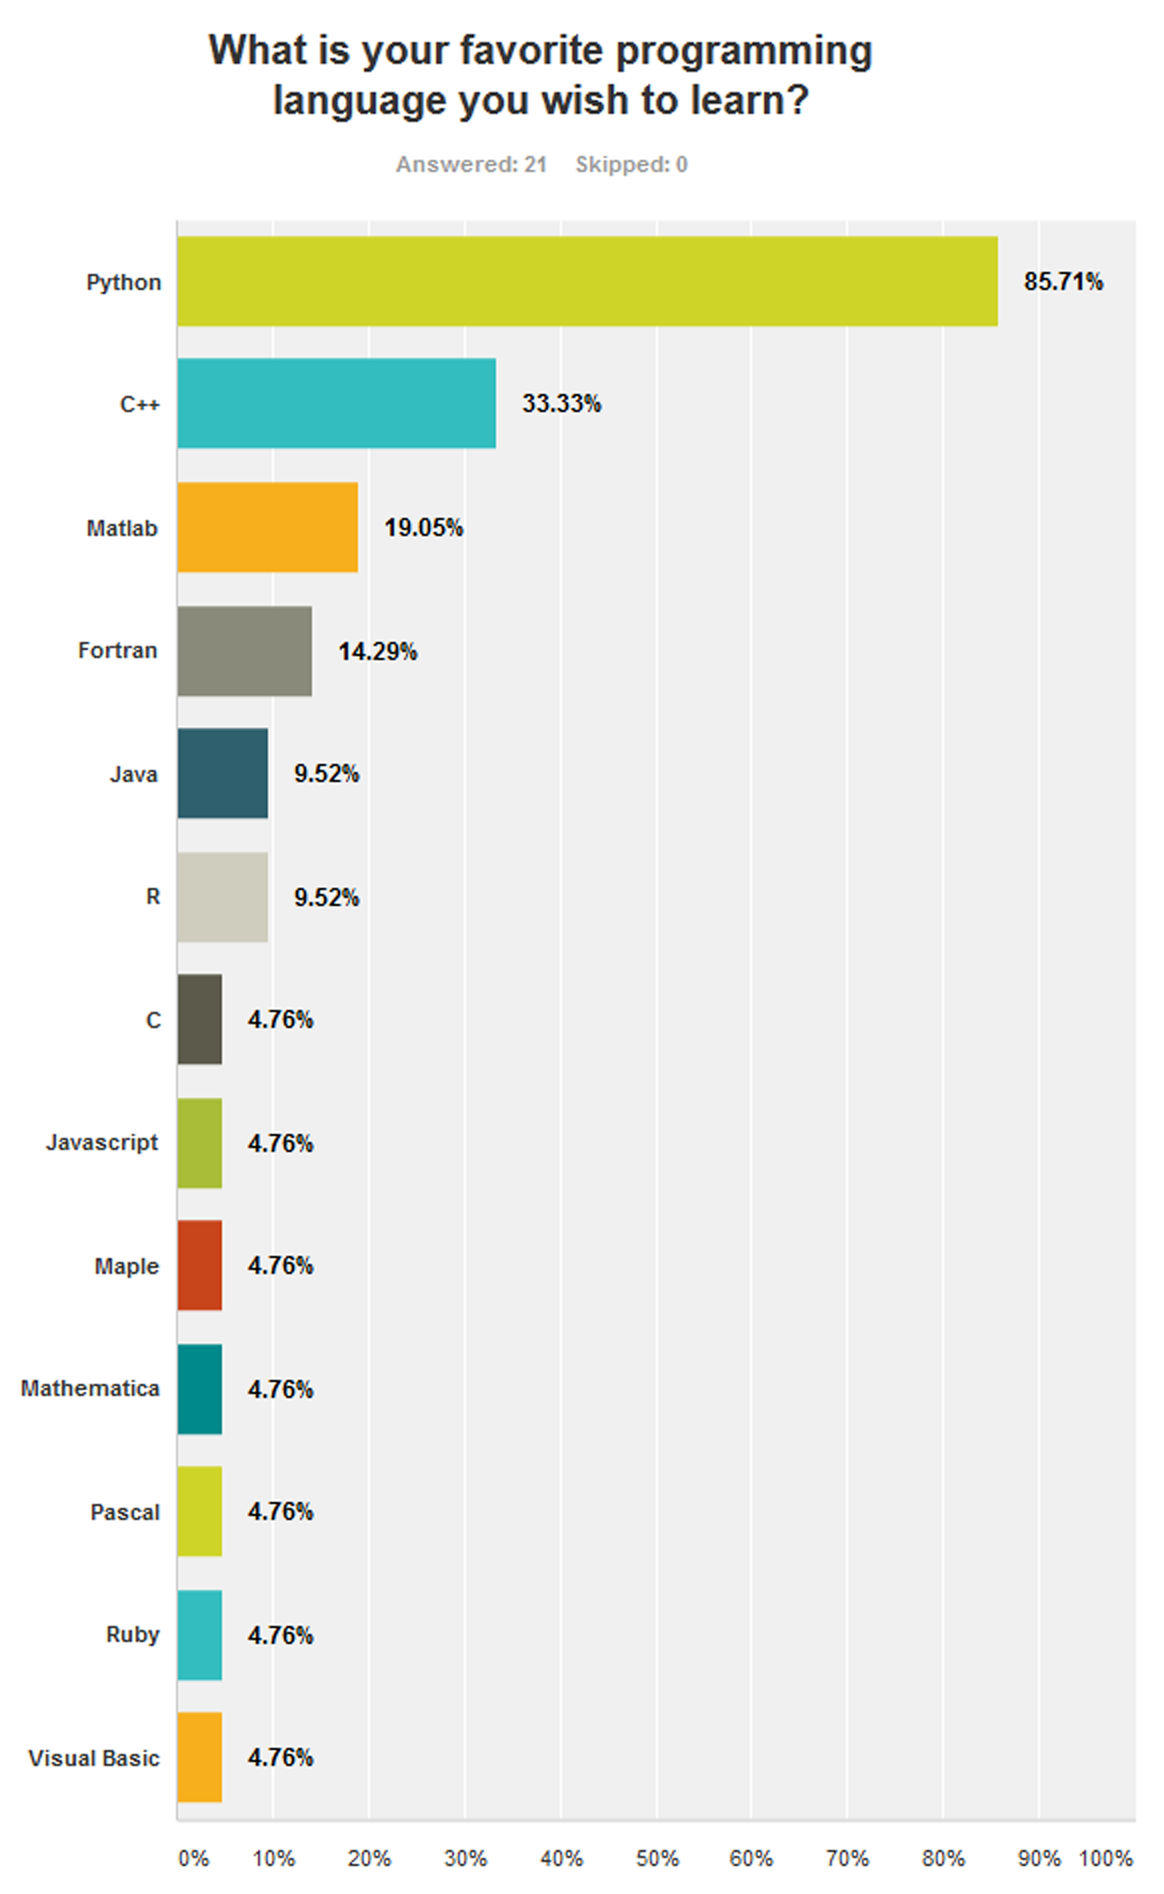 What is your favorite programming
language you wish to learn?
Answered: 21 Skipped: 0
Python 85.71%
C++ 33.33%
Matlab 19.05%
Fortran 14.29%
Java 9.52%
R 9.52%
C 4.76%
Javascript 4.76%
Maple 4.76%
Mathematica 4.76%
Pascal 4.76%
Ruby 4.76%
Visual Basic 4.76%
0% 10% 20% 30% 40% 50% 60% 70% 80% 90% 100%